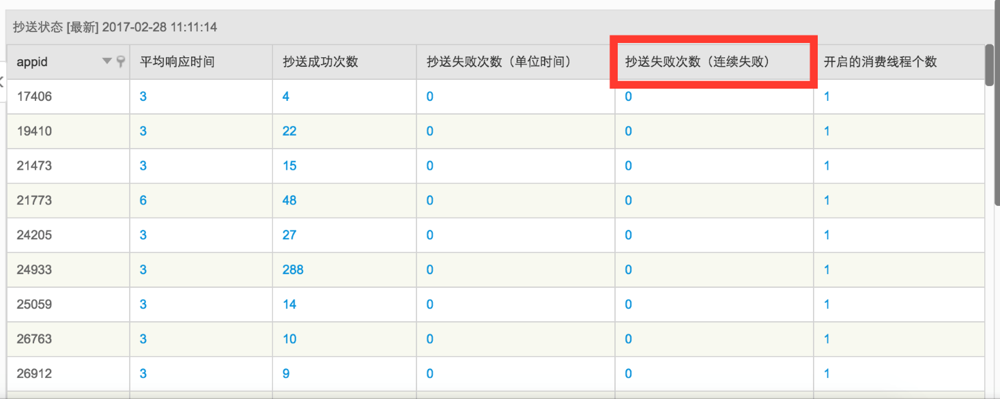 抄送状态 [最新] 2017-02-28 11:11:14
appid 平均响应时间 抄送成功次数 抄送失败次数（单位时间） 抄送失败次数（连续失败） 开启的消费线程个数
17406 3 4 0 0 1
19410 3 22 0 0 1
21473 3 15 0 0 1
21773 6 48 0 0 1
24205 3 27 0 0 1
24933 3 288 0 0 1
25059 3 14 0 0 1
26763 3 10 0 0 1
26912 3 9 0 0 1